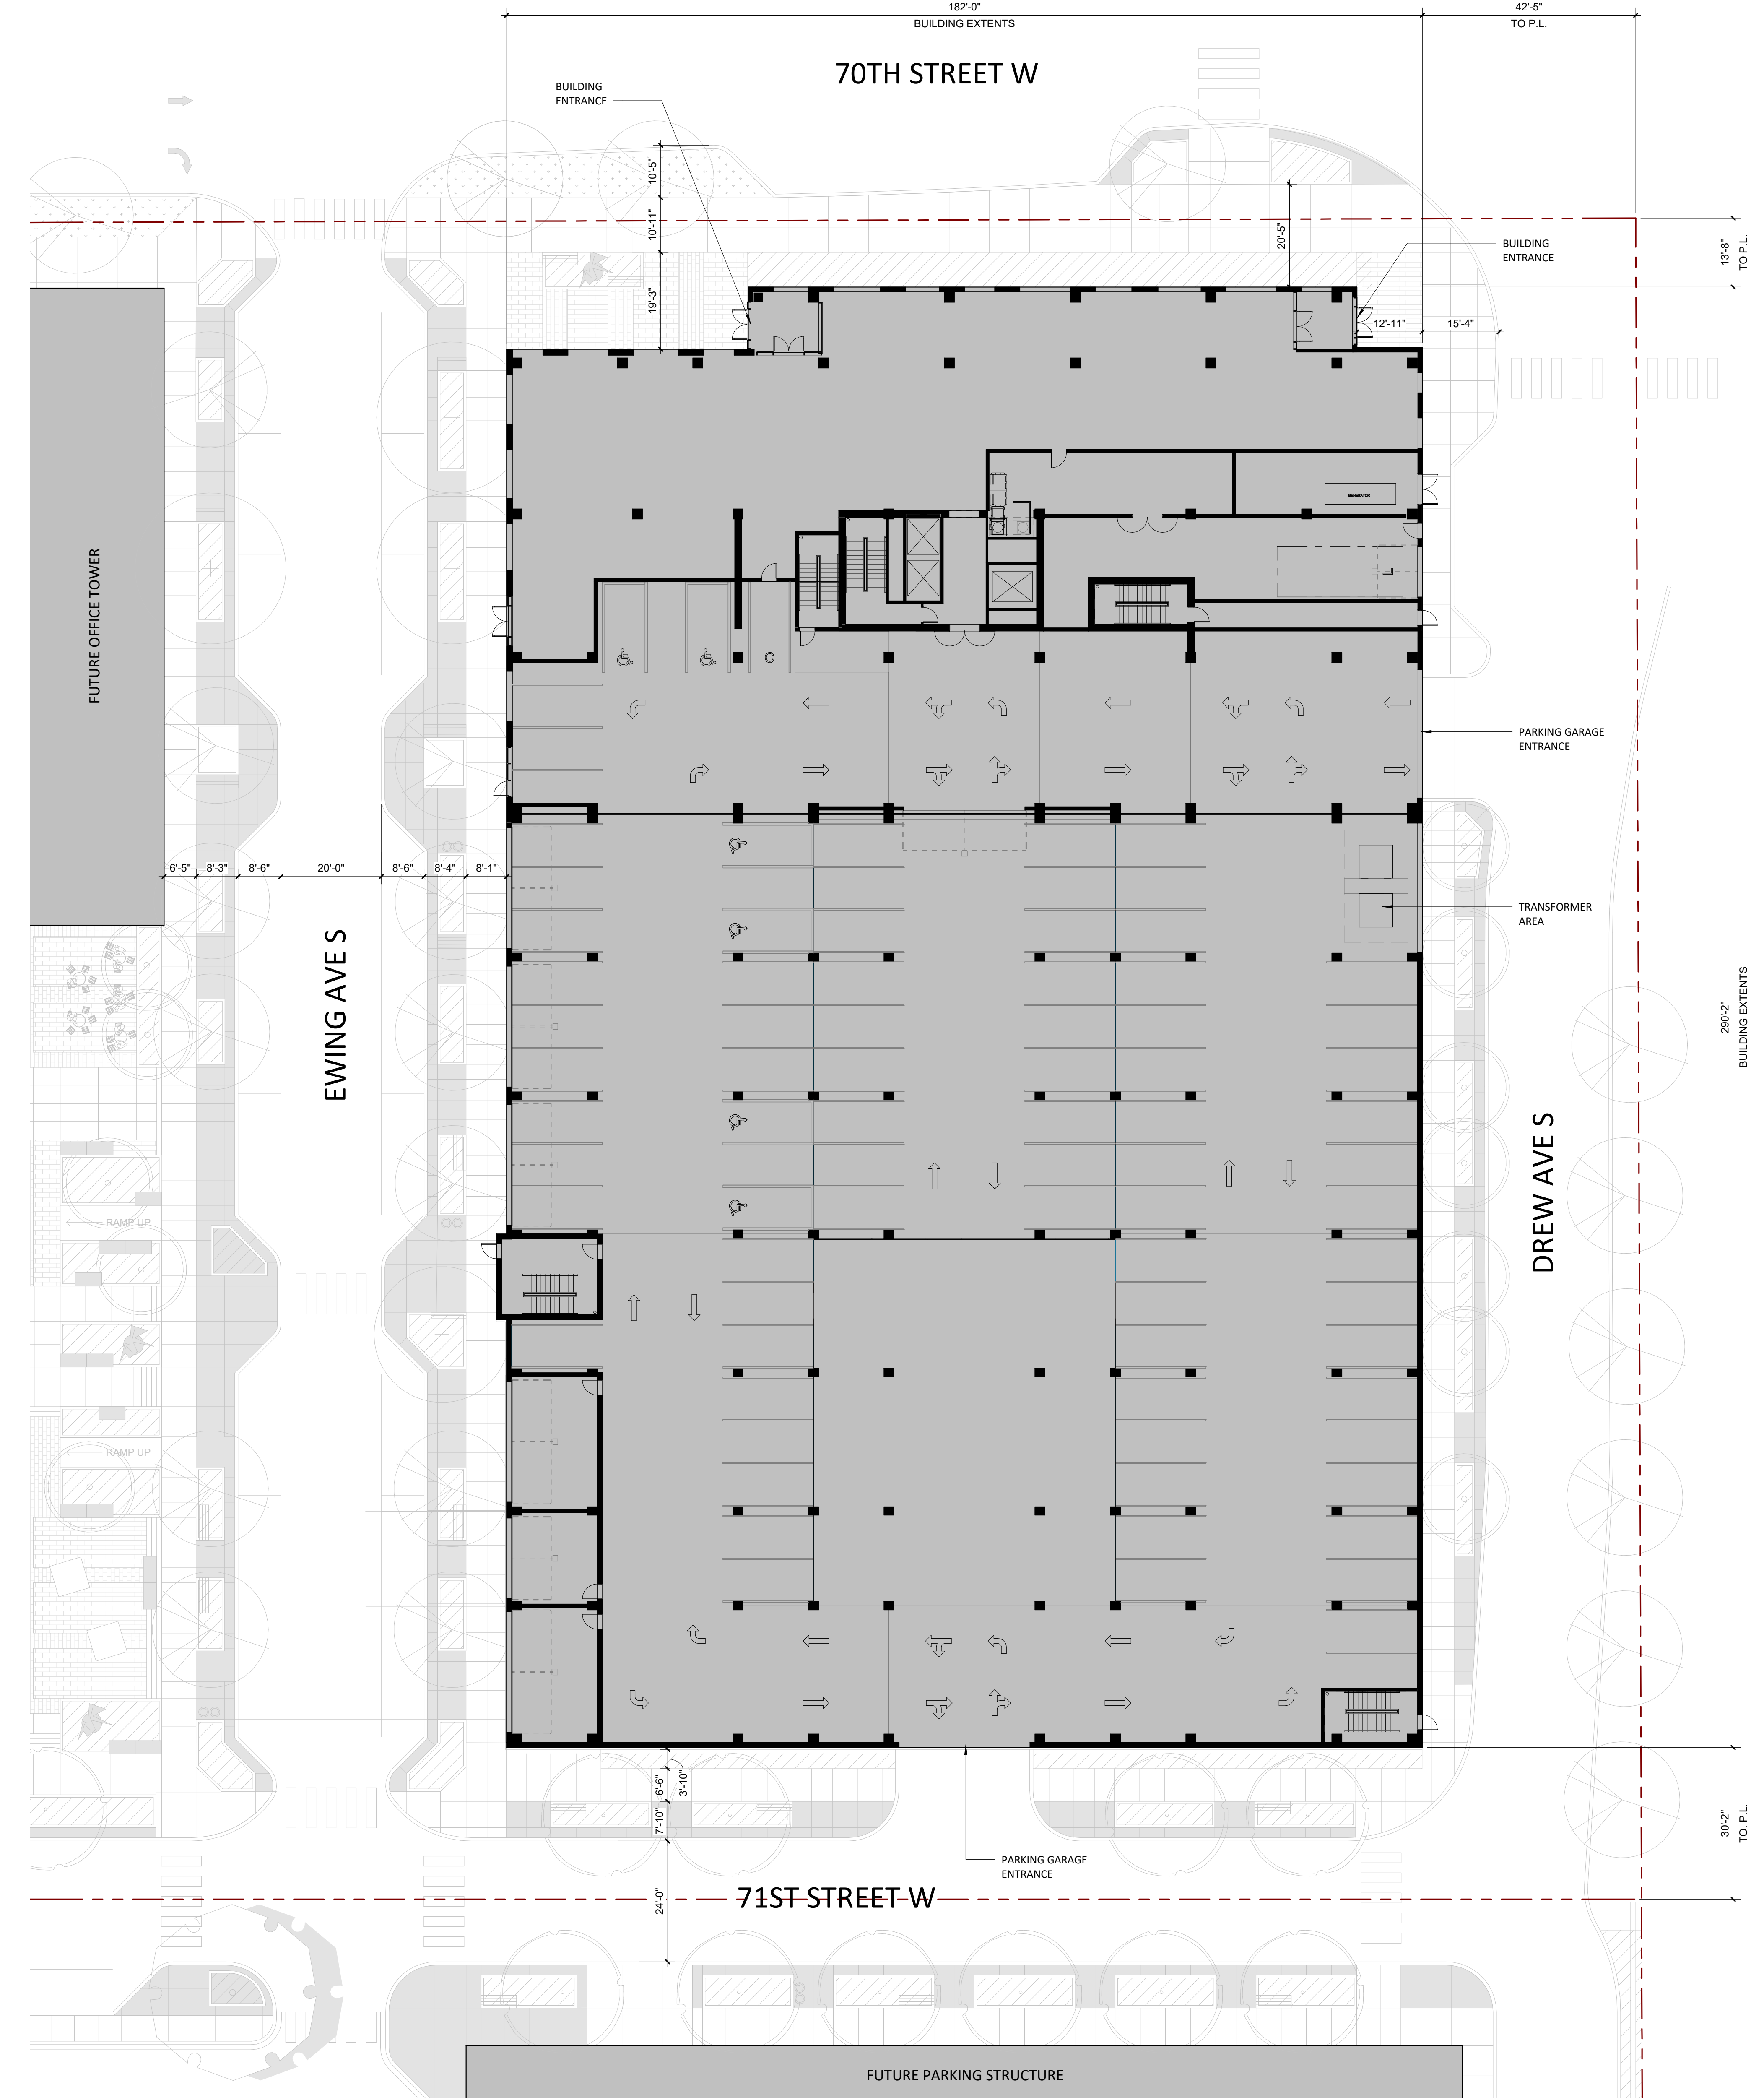 182'-0"
BUILDING EXTENTS
42'-5"
TO P.L.
70TH STREET W
BUILDING
ENTRANCE
10'-5"
10'-11"
19'-3"
20'-5"
BUILDING
ENTRANCE
13'-8"
TO P.L.
12'-11"
15'-4"
GENERATOR
FUTURE OFFICE TOWER
C
PARKING GARAGE
ENTRANCE
6'-5"
8'-3"
8'-6"
20'-0"
8'-6"
8'-4"
8'-1"
TRANSFORMER
AREA
EWING AVE S
290'-2"
BUILDING EXTENTS
DREW AVE S
RAMP UP
RAMP UP
6'-6"
3'-10"
7'-10"
30'-2"
TO. P.L.
PARKING GARAGE
ENTRANCE
24'-0"
71ST STREET W
FUTURE PARKING STRUCTURE